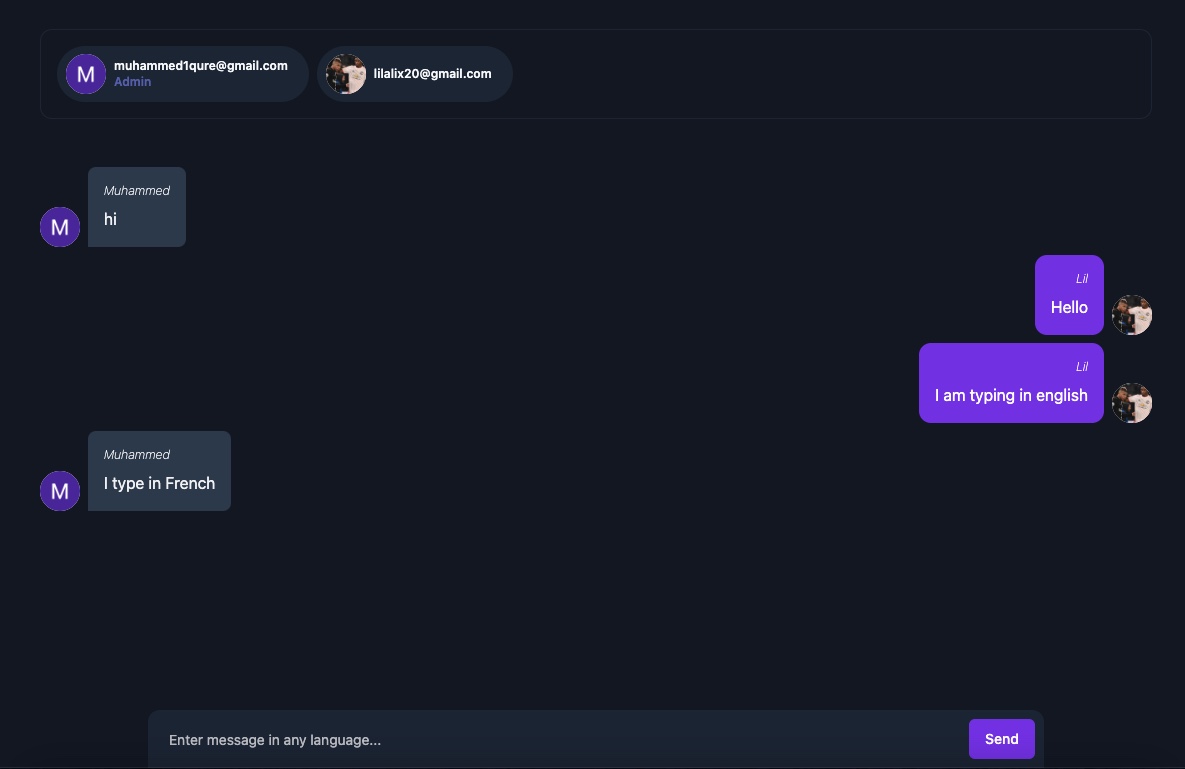 M
muhammed1qure@gmail.com
Admin
lilalix20@gmail.com
Muhammed
hi
M
Lil
Hello
Lil
I am typing in english
Muhammed
I type in French
M
Enter message in any language...
Send